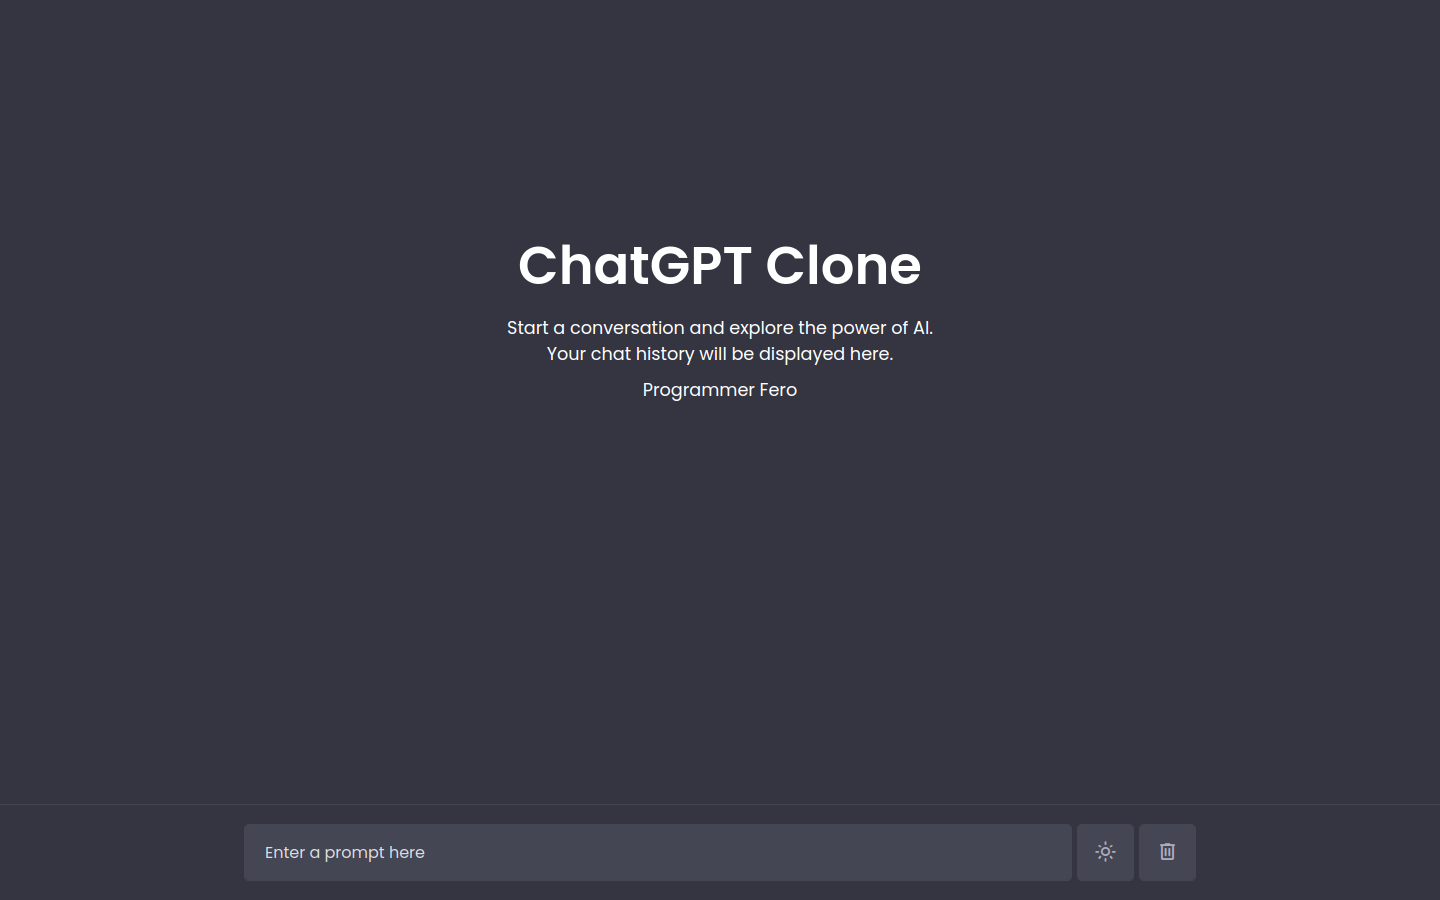 ChatGPT Clone
Start a conversation and explore the power of AI.
Your chat history will be displayed here.
Programmer Fero
Enter a prompt here